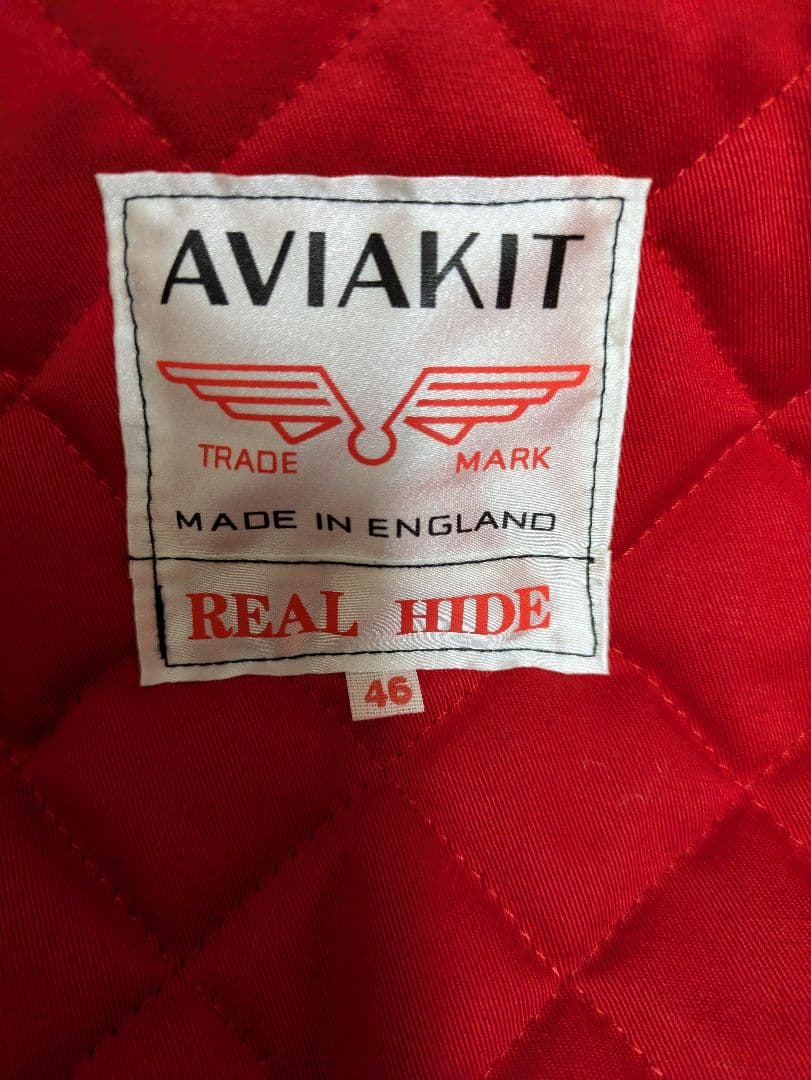 AVIAKIT
TRADE MARK
MADE IN ENGLAND
REAL HIDE
46